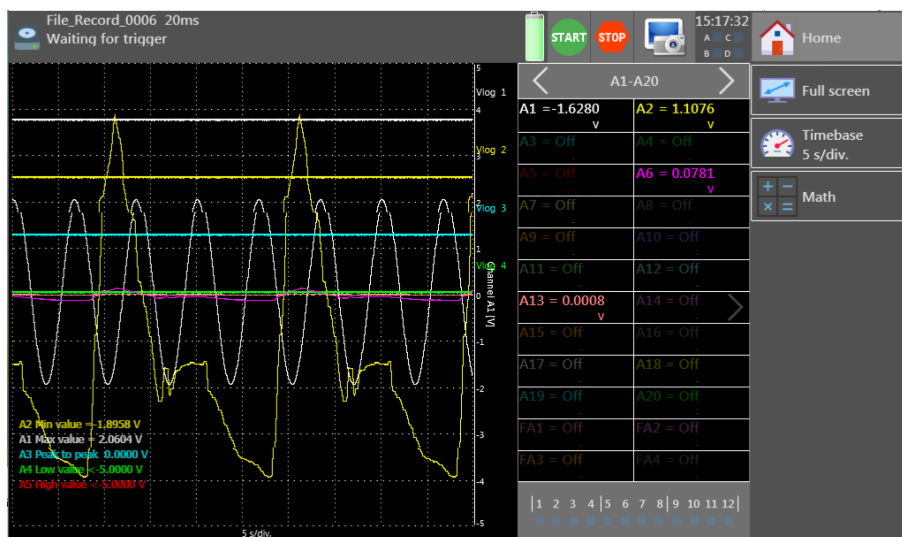 File_Record_0006 20ms
Waiting for trigger
START
STOP
15:17:32
A C
B D
Home
Full screen
Timebase
5 s/div.
Math
A1-A20
A1 =-1.6280
V
A2 = 1.1076
V
A3 = Off
A4 = Off
A5 = Off
A6 = 0.0781
V
A7 = Off
A8 = Off
A9 = Off
A10 = Off
A11 = Off
A12 = Off
A13 = 0.0008
V
A14 = Off
A15 = Off
A16 = Off
A17 = Off
A18 = Off
A19 = Off
A20 = Off
FA1 = Off
FA2 = Off
FA3 = Off
FA4 = Off
1 2 3 4 5 6 7 8 9 10 11 12
5
Vlog 1
4
Vlog 2
3
2
Vlog 3
1
Vlog 4
0
Channel A1 [V]
-1
-2
-3
-4
-5
A2 Min value =-1.8958 V
A1 Max value = 2.0604 V
A3 Peak to peak 0.0000 V
A4 Low value <-5.0000 V
A5 High value <-5.0000 V
5 s/div.